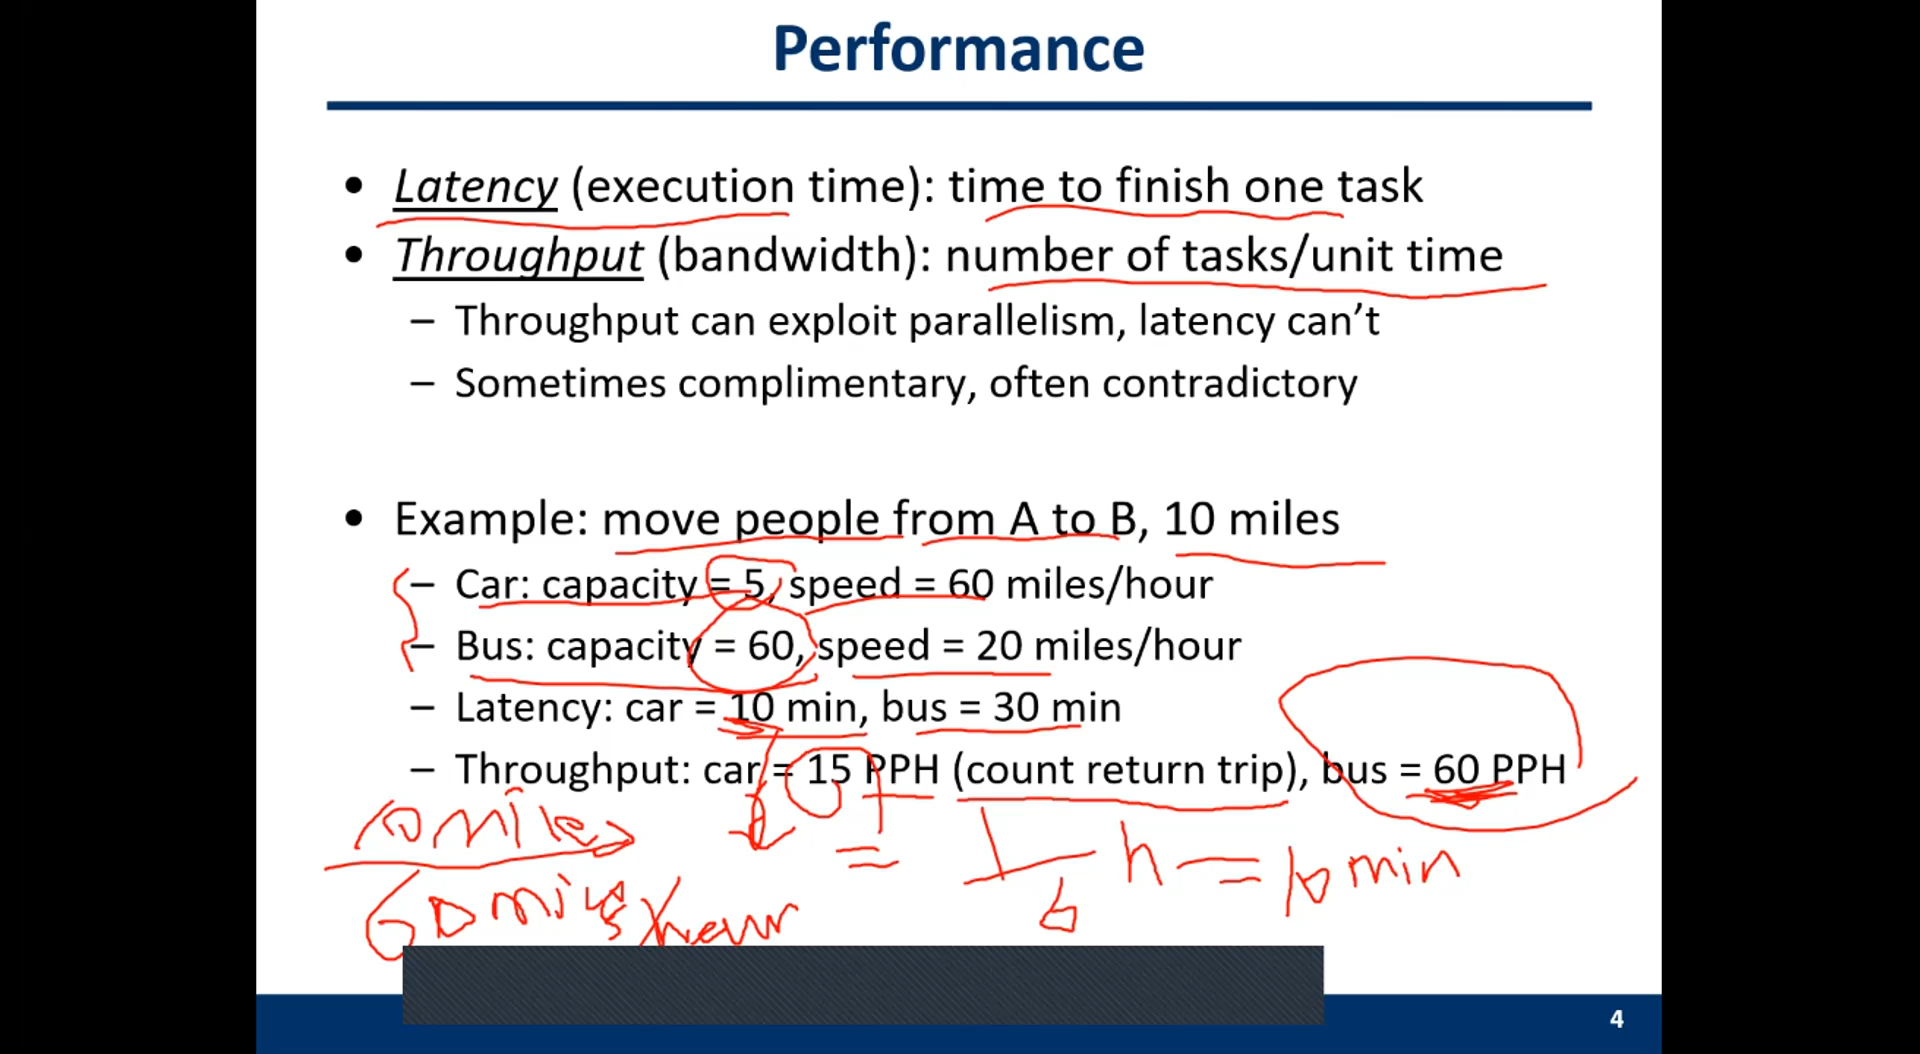 Performance
• Latency (execution time): time to finish one task
• Throughput (bandwidth): number of tasks/unit time
– Throughput can exploit parallelism, latency can’t
– Sometimes complimentary, often contradictory
• Example: move people from A to B, 10 miles
– Car: capacity = 5, speed = 60 miles/hour
– Bus: capacity = 60, speed = 20 miles/hour
– Latency: car = 10 min, bus = 30 min
– Throughput: car = 15 PPH (count return trip), bus = 60 PPH
10 miles
60 miles/hour
= 1/6 h = 10 min
4